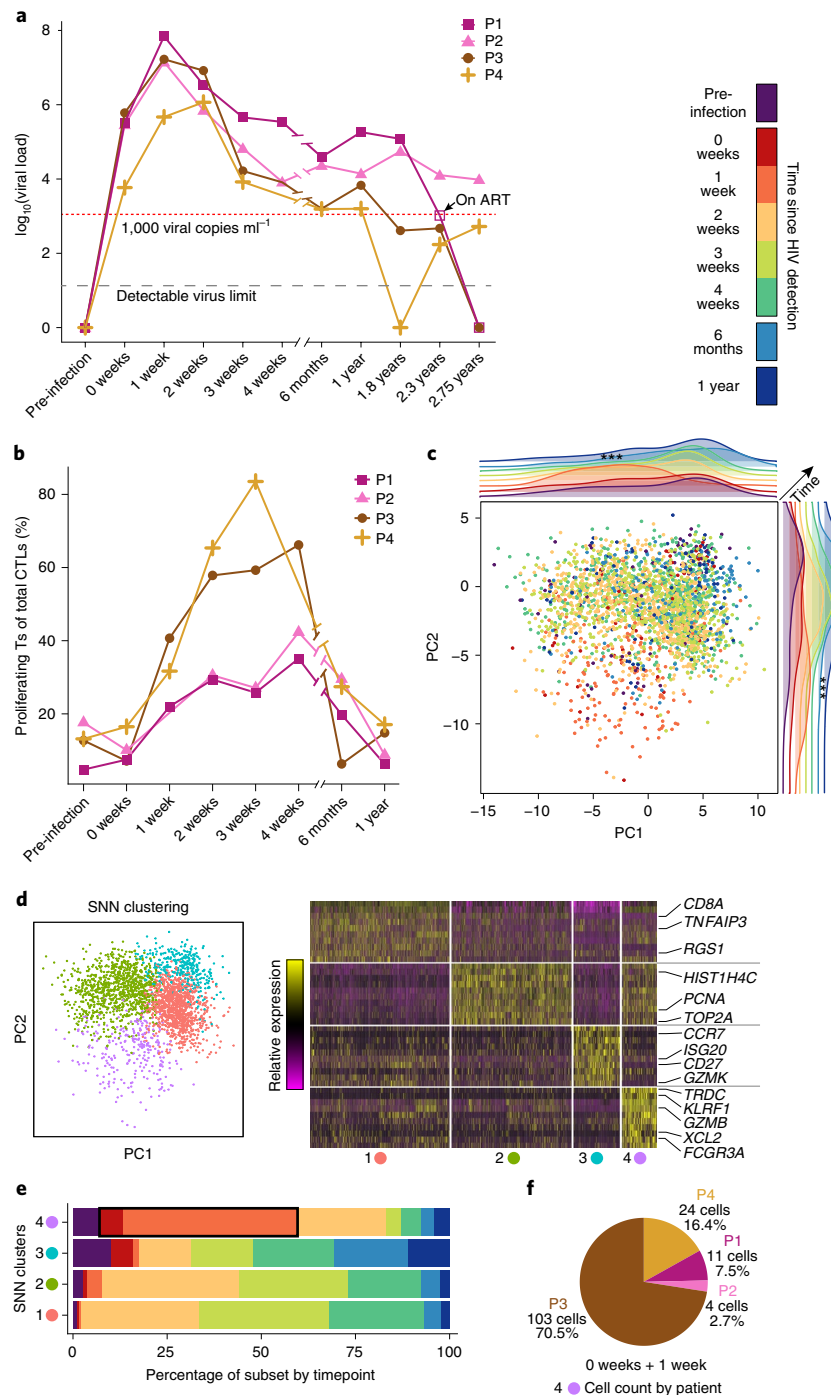 a
8
6
4
2
0
log10(viral load)
P1
P2
P3
P4
On ART
1,000 viral copies ml−1
Detectable virus limit
Pre-infection
0 weeks
1 week
2 weeks
3 weeks
4 weeks
6 months
1 year
1.8 years
2.3 years
2.75 years
Pre-
infection
0
weeks
1
week
2
weeks
3
weeks
4
weeks
6
months
1 year
Time since HIV detection
b
80
60
40
20
Proliferating Ts of total CTLs (%)
P1
P2
P3
P4
Pre-infection
0 weeks
1 week
2 weeks
3 weeks
4 weeks
6 months
1 year
c
***
Time
5
0
−5
−10
PC2
***
−15
−10
−5
0
5
10
PC1
d
SNN clustering
PC2
PC1
Relative expression
CD8A
TNFAIP3
RGS1
HIST1H4C
PCNA
TOP2A
CCR7
ISG20
CD27
GZMK
TRDC
KLRF1
GZMB
XCL2
FCGR3A
1
2
3
4
e
SNN clusters
4
3
2
1
0
25
50
75
100
Percentage of subset by timepoint
f
P4
24 cells
16.4%
P1
11 cells
7.5%
P2
4 cells
2.7%
P3
103 cells
70.5%
0 weeks + 1 week
4 Cell count by patient